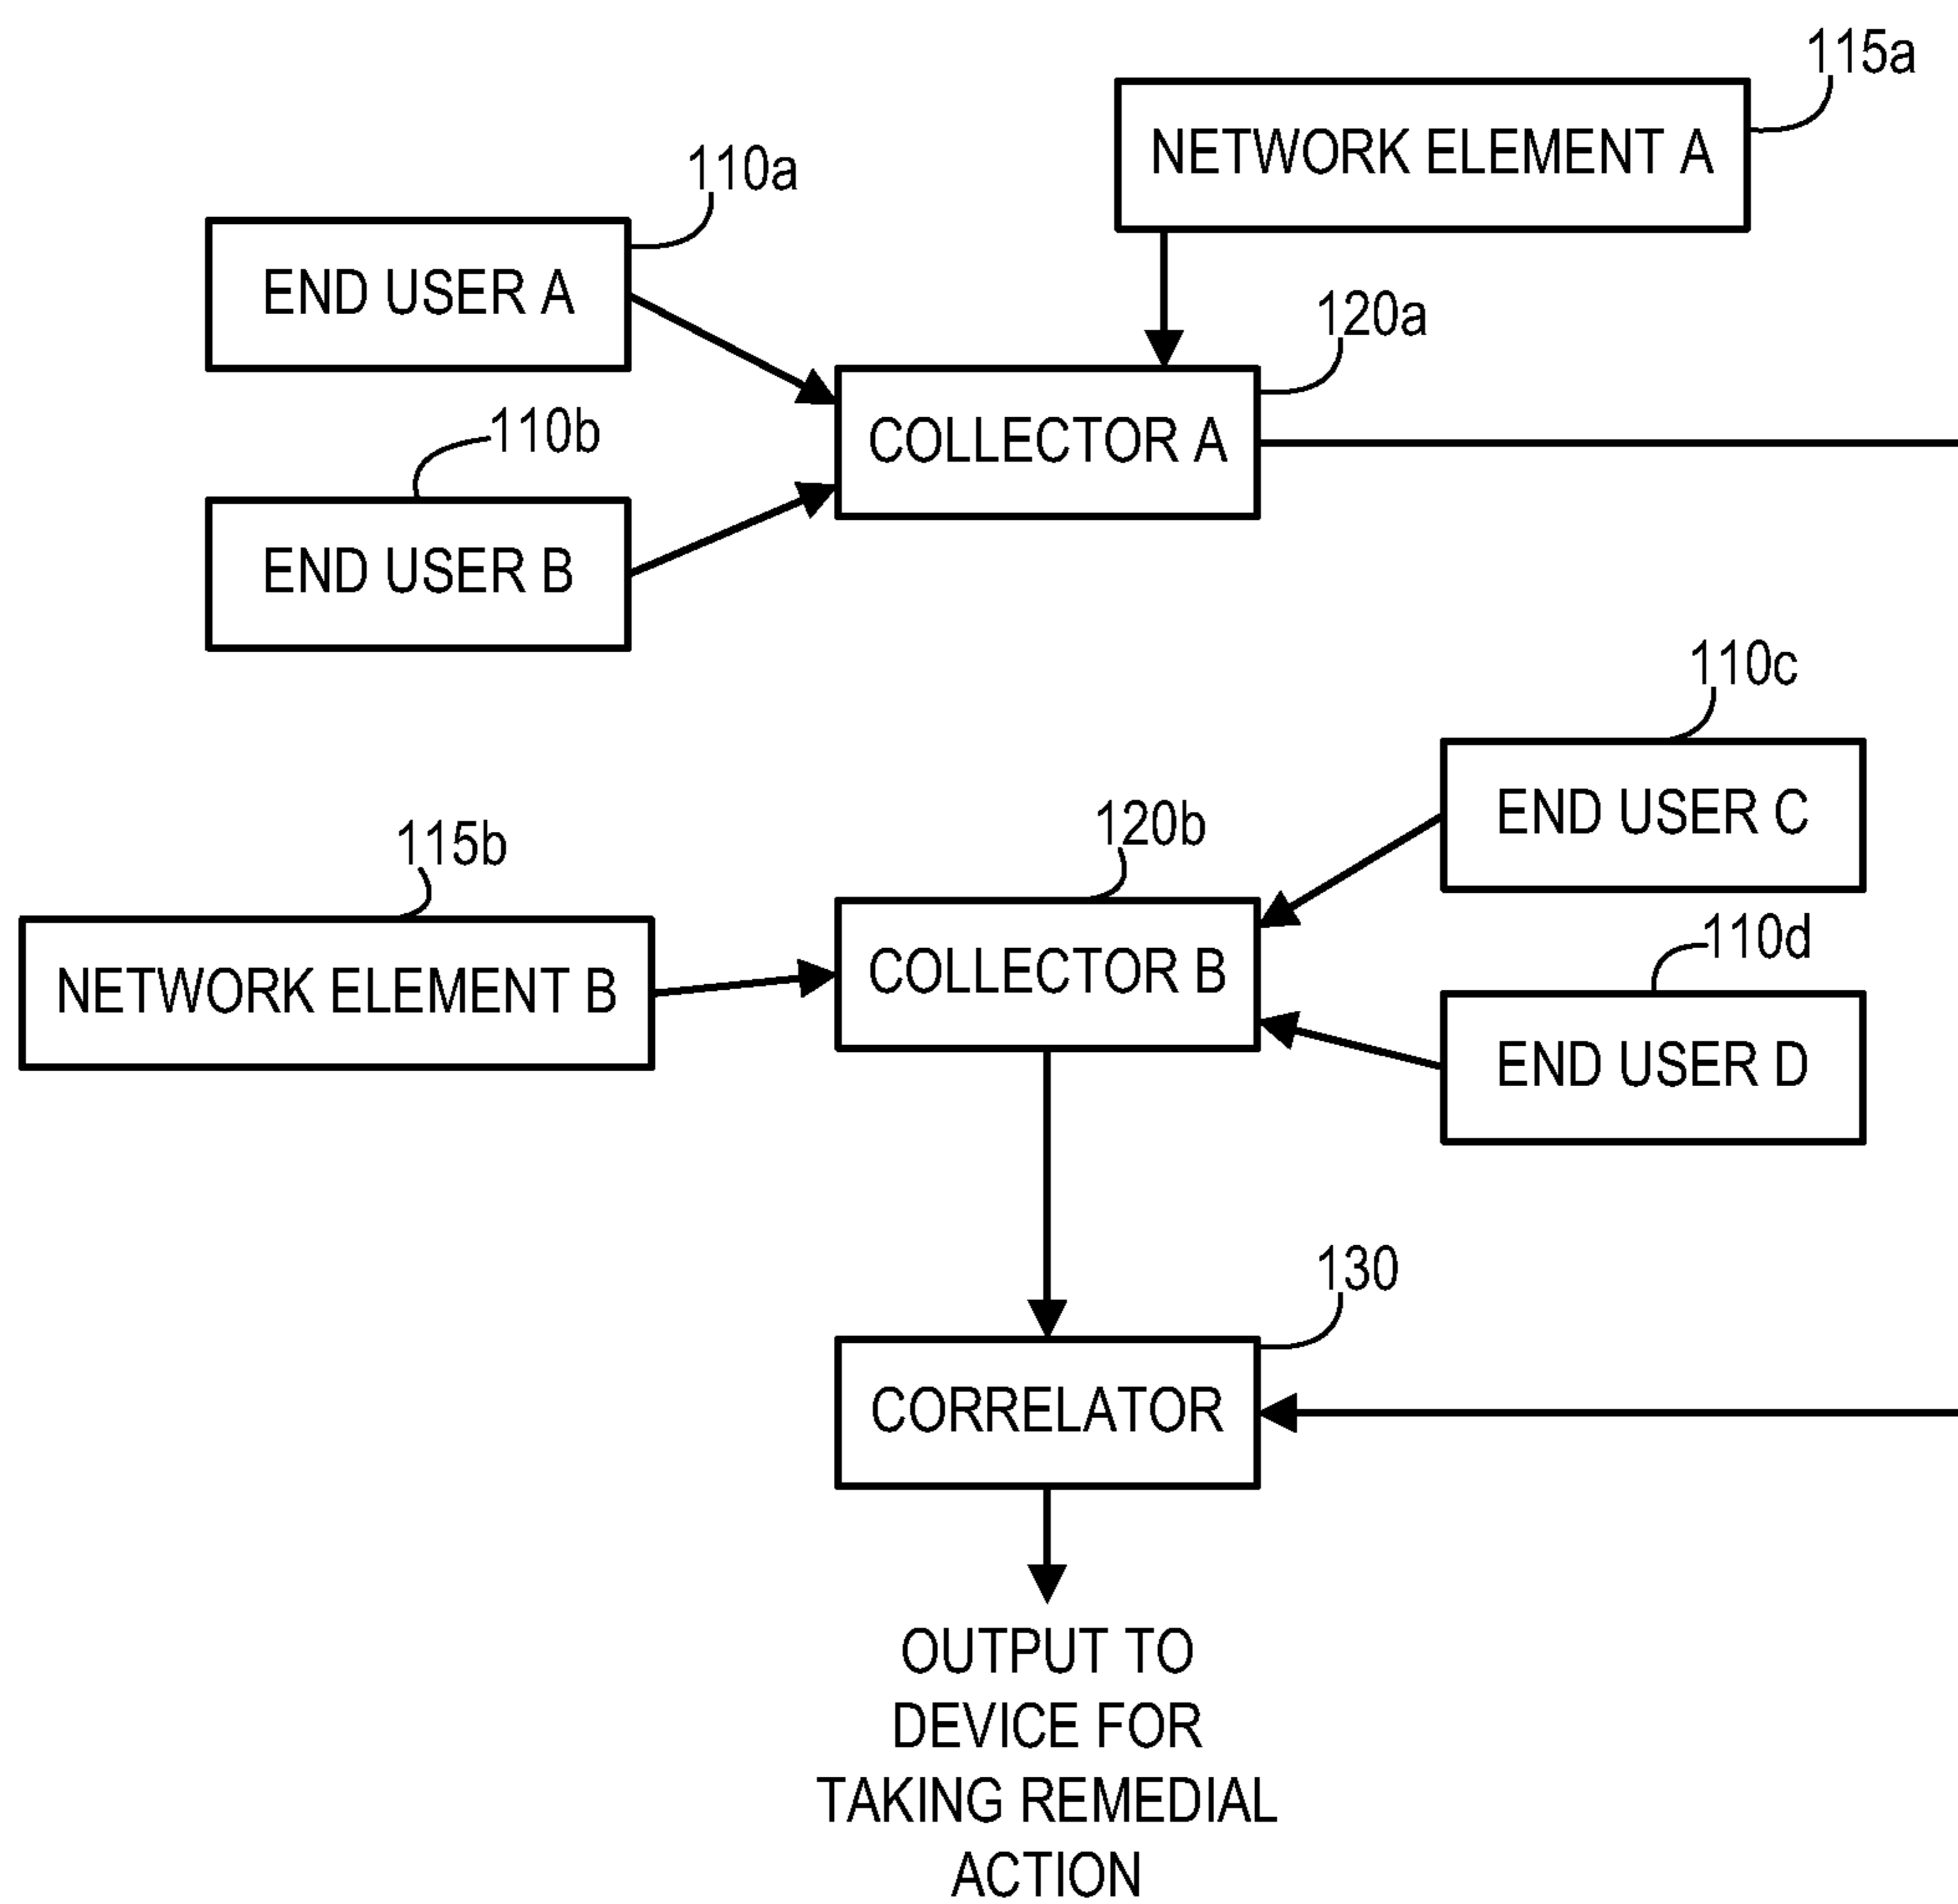 115a
NETWORK ELEMENT A
110a
END USER A
120a
COLLECTOR A
110b
END USER B
110c
END USER C
120b
115b
COLLECTOR B
110d
NETWORK ELEMENT B
END USER D
130
CORRELATOR
OUTPUT TO
DEVICE FOR
TAKING REMEDIAL
ACTION